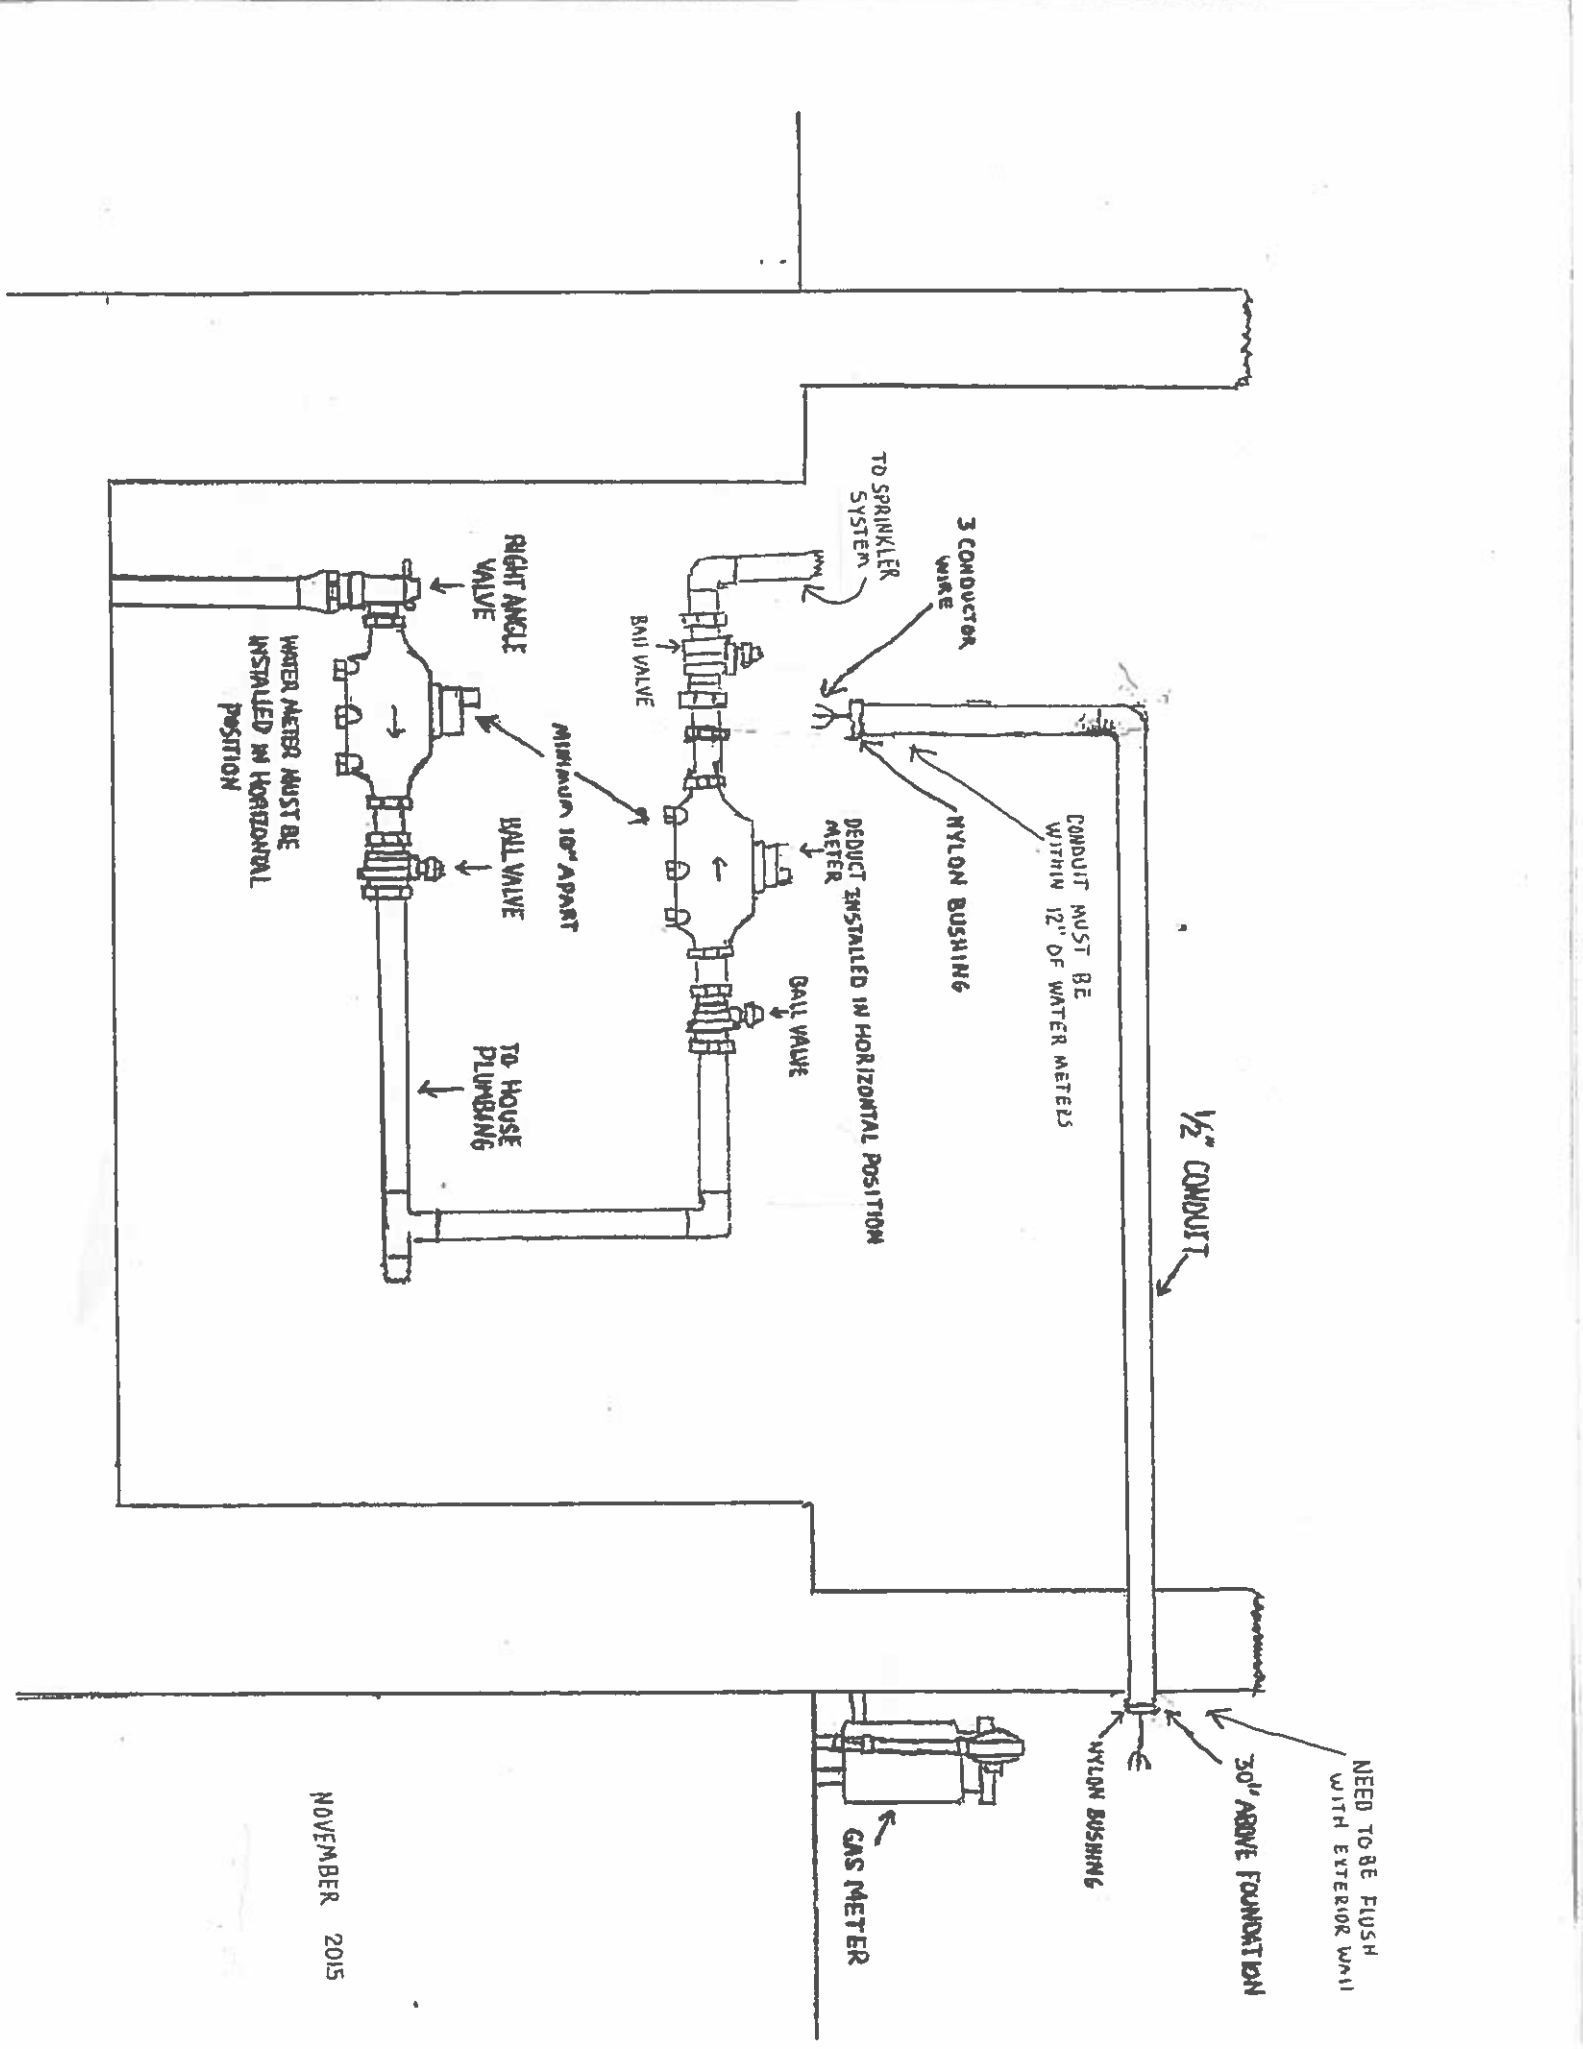 NEED TO BE FLUSH
WITH EXTERIOR WALL
30" ABOVE FOUNDATION
NYLON BUSHING
GAS METER
1/2" CONDUIT
CONDUIT MUST BE
WITHIN 12" OF WATER METERS
NYLON BUSHING
3 CONDUCTOR
WIRE
TO SPRINKLER
SYSTEM
DEDUCT INSTALLED IN HORIZONTAL POSITION
METER
BALL VALVE
BALL VALVE
MINIMUM 10" APART
RIGHT ANGLE
VALVE
BALL VALVE
TO HOUSE
PLUMBING
WATER METER MUST BE
INSTALLED IN HORIZONTAL
POSITION
NOVEMBER 2015